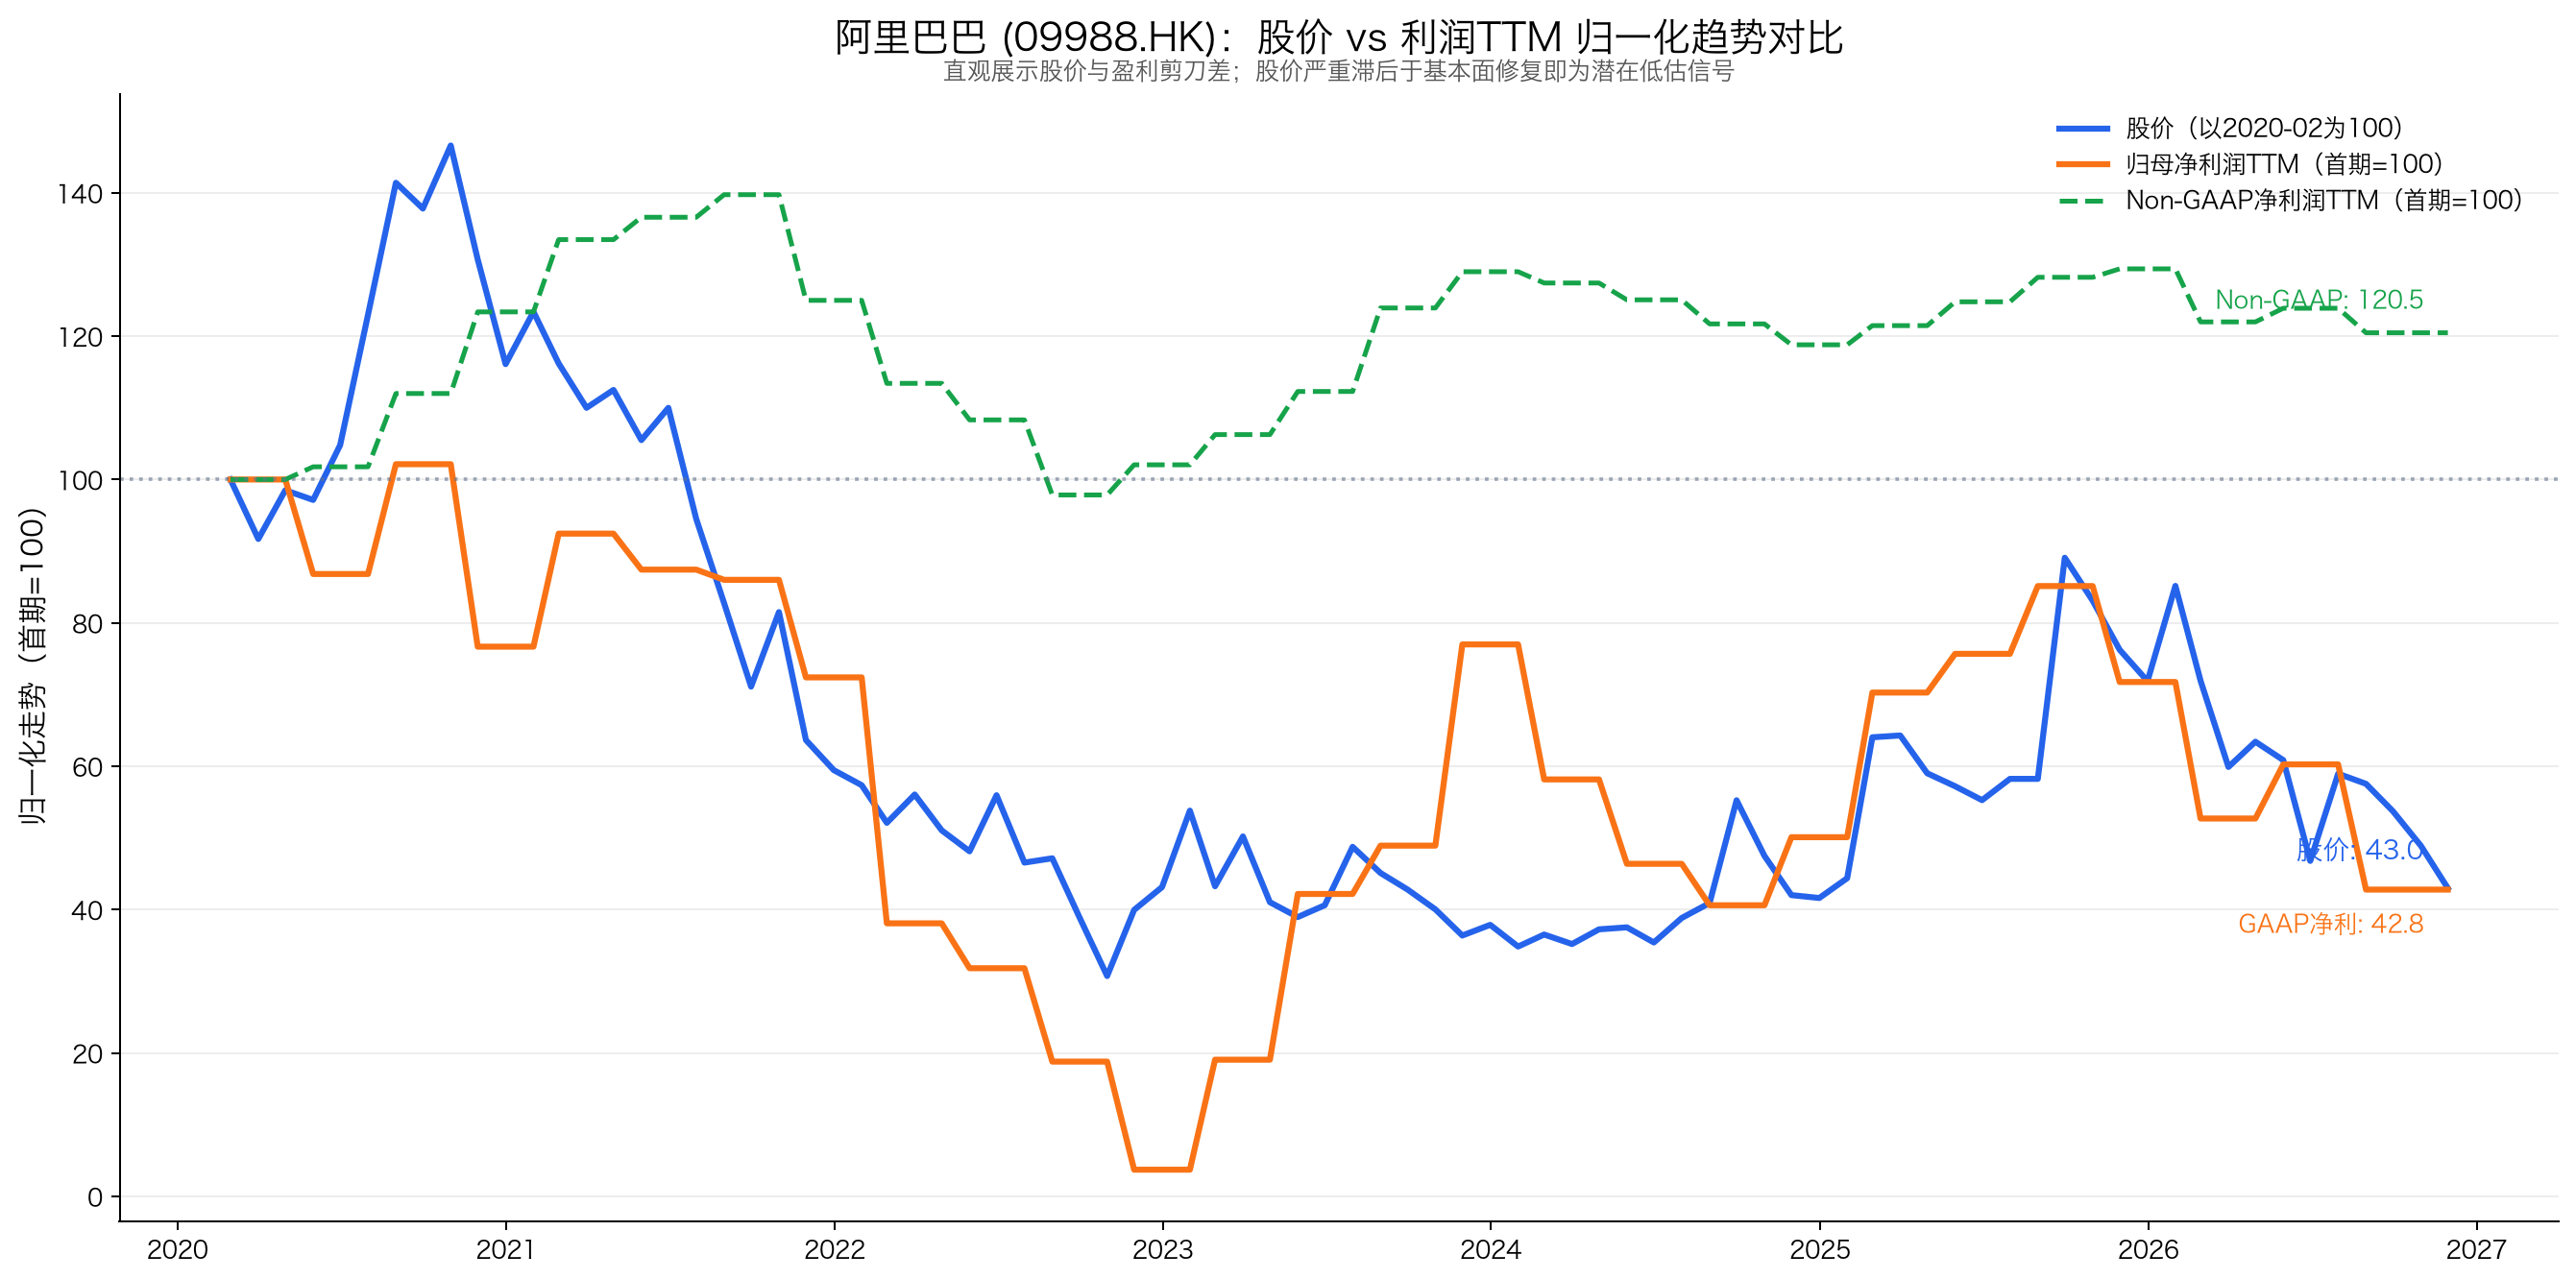 阿里巴巴 (09988.HK)：股价 vs 利润TTM 归一化趋势对比
直观展示股价与盈利剪刀差；股价严重滞后于基本面修复即为潜在低估信号
股价（以2020-02为100）
归母净利润TTM（首期=100）
Non-GAAP净利润TTM（首期=100）
归一化走势（首期=100）
140
120
100
80
60
40
20
0
Non-GAAP: 120.5
股价: 43.0
GAAP净利: 42.8
2020
2021
2022
2023
2024
2025
2026
2027